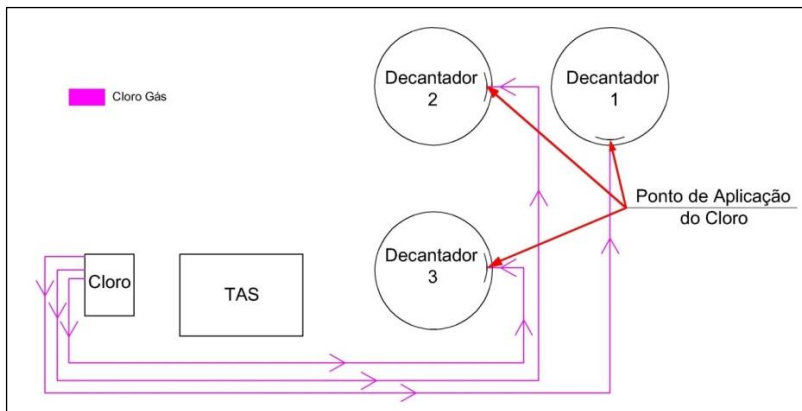 Decantador
2
Decantador
1
Cloro Gás
Ponto de Aplicação
do Cloro
Decantador
3
Cloro
TAS